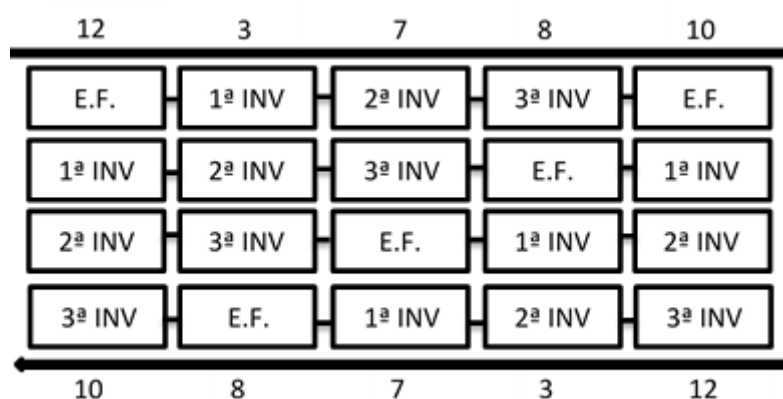 12 3 7 8 10
E.F. 1ª INV 2ª INV 3ª INV E.F.
1ª INV 2ª INV 3ª INV E.F. 1ª INV
2ª INV 3ª INV E.F. 1ª INV 2ª INV
3ª INV E.F. 1ª INV 2ª INV 3ª INV
10 8 7 3 12